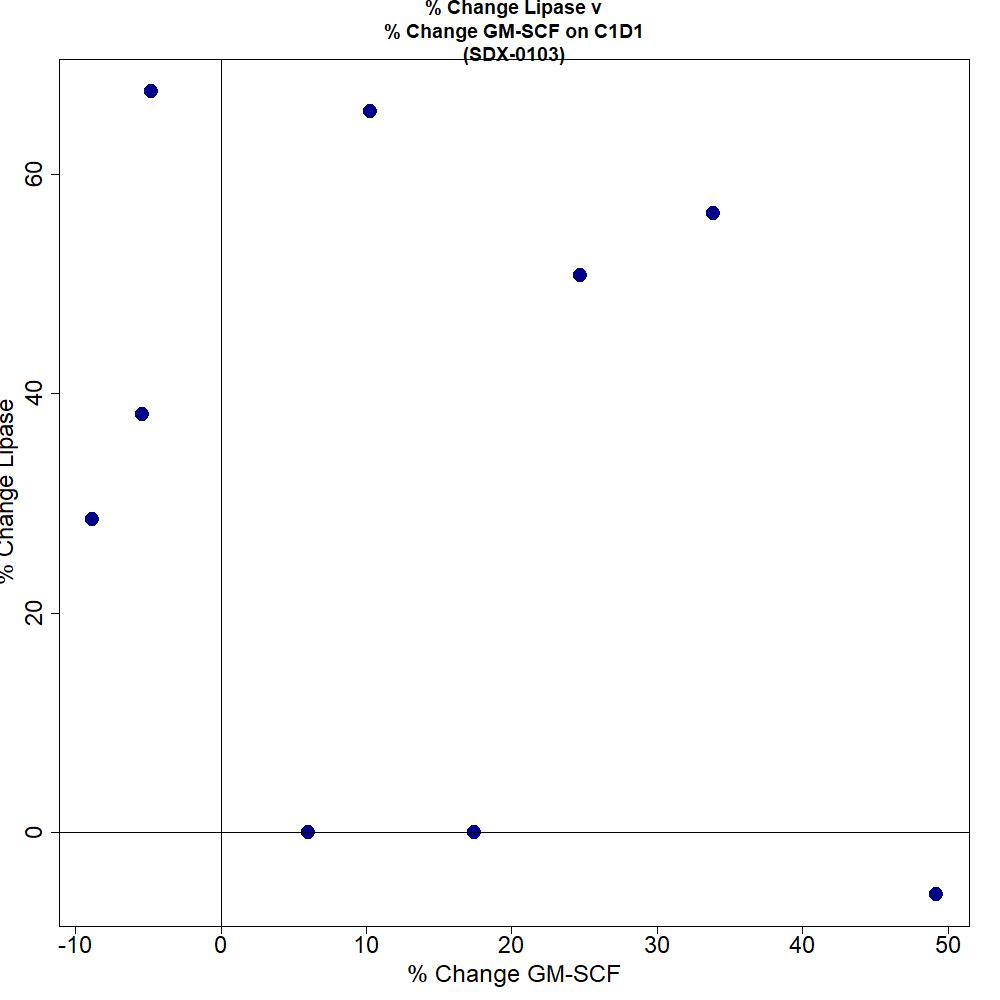 % Change Lipase v
% Change GM-SCF on C1D1
(SDX-0103)
% Change Lipase
60
40
20
0
-10 0 10 20 30 40 50
% Change GM-SCF